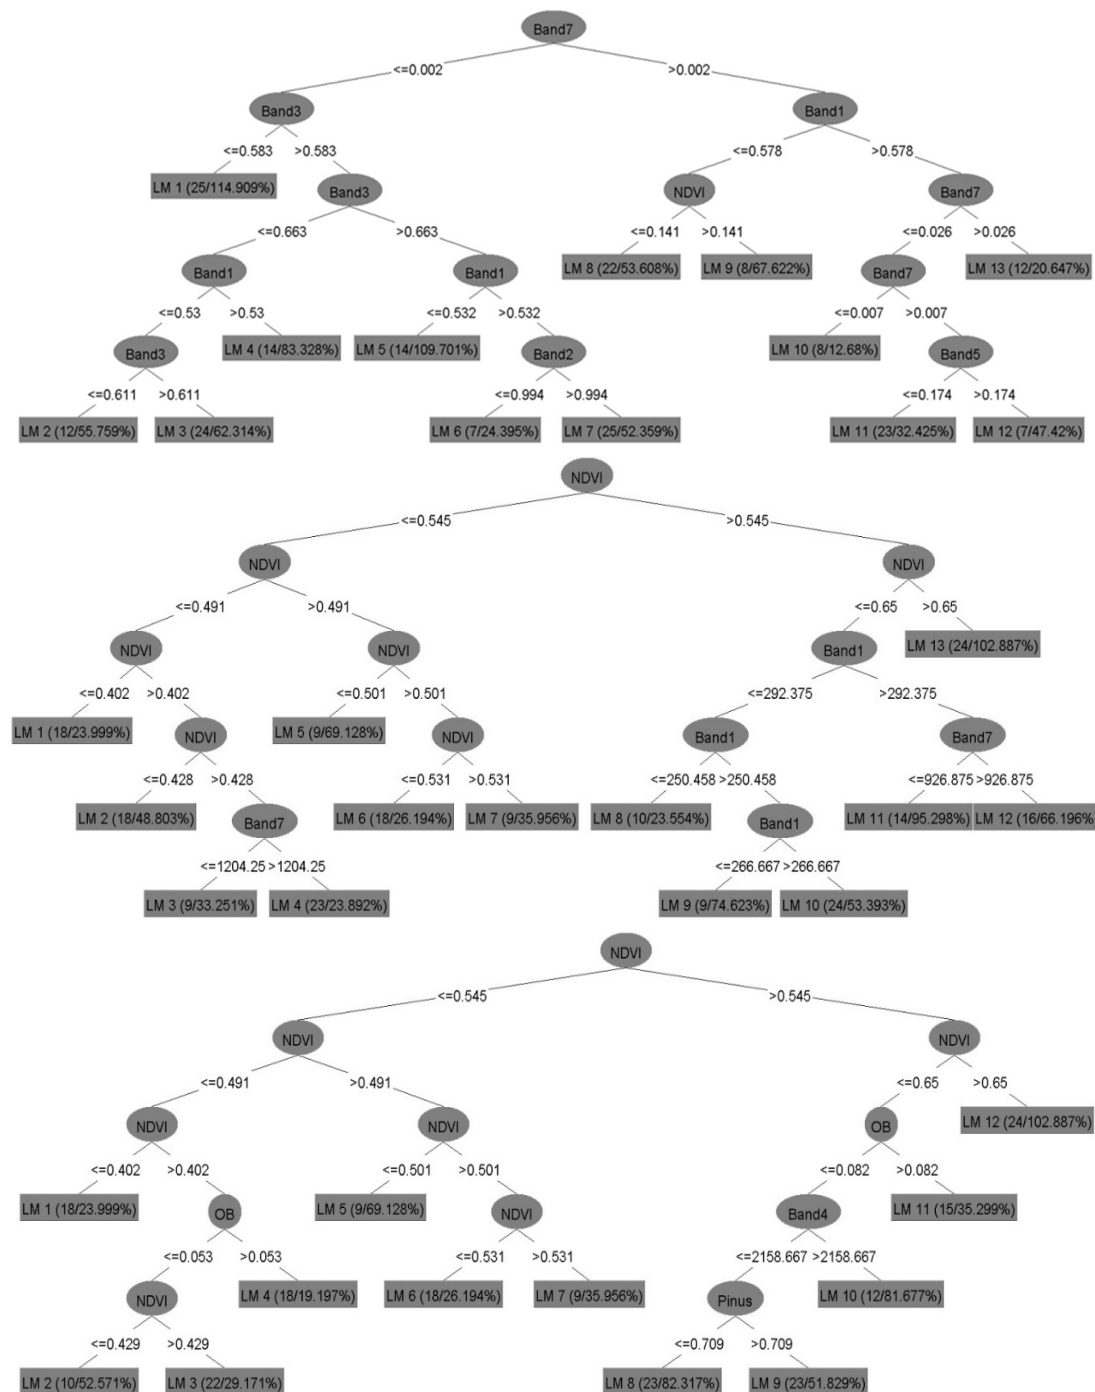 Band7
<=0.002 >0.002
Band3 Band1
<=0.583 >0.583 <=0.578 >0.578
LM 1 (25/114.909%) Band3 NDVI Band7
<=0.663 >0.663 <=0.141 >0.141 <=0.026 >0.026
Band1 Band1 LM 8 (22/53.608%) LM 9 (8/67.622%) Band7 LM 13 (12/20.647%)
<=0.53 >0.53 <=0.532 >0.532 <=0.007 >0.007
Band3 LM 4 (14/83.328%) LM 5 (14/109.701%) Band2 LM 10 (8/12.68%) Band5
<=0.611 >0.611 <=0.994 >0.994 <=0.174 >0.174
LM 2 (12/55.759%) LM 3 (24/62.314%) LM 6 (7/24.395%) LM 7 (25/52.359%) LM 11 (23/32.425%) LM 12 (7/47.42%)
NDVI
<=0.545 >0.545
NDVI NDVI
<=0.491 >0.491 <=0.65 >0.65
NDVI NDVI Band1 LM 13 (24/102.887%)
<=0.402 >0.402 <=0.501 >0.501 <=292.375 >292.375
LM 1 (18/23.999%) NDVI LM 5 (9/69.128%) NDVI Band1 Band7
<=0.428 >0.428 <=0.531 >0.531 <=250.458 >250.458 <=926.875 >926.875
LM 2 (18/48.803%) Band7 LM 6 (18/26.194%) LM 7 (9/35.956%) LM 8 (10/23.554%) Band1 LM 11 (14/95.298%) LM 12 (16/66.196%)
<=1204.25 >1204.25 <=266.667 >266.667
LM 3 (9/33.251%) LM 4 (23/23.892%) LM 9 (9/74.623%) LM 10 (24/53.393%)
NDVI
<=0.545 >0.545
NDVI NDVI
<=0.491 >0.491 <=0.65 >0.65
NDVI NDVI OB LM 12 (24/102.887%)
<=0.402 >0.402 <=0.501 >0.501 <=0.082 >0.082
LM 1 (18/23.999%) OB LM 5 (9/69.128%) NDVI Band4 LM 11 (15/35.299%)
<=0.053 >0.053 <=0.531 >0.531 <=2158.667 >2158.667
NDVI LM 4 (18/19.197%) LM 6 (18/26.194%) LM 7 (9/35.956%) Pinus LM 10 (12/81.677%)
<=0.429 >0.429 <=0.709 >0.709
LM 2 (10/52.571%) LM 3 (22/29.171%) LM 8 (23/82.317%) LM 9 (23/51.829%)